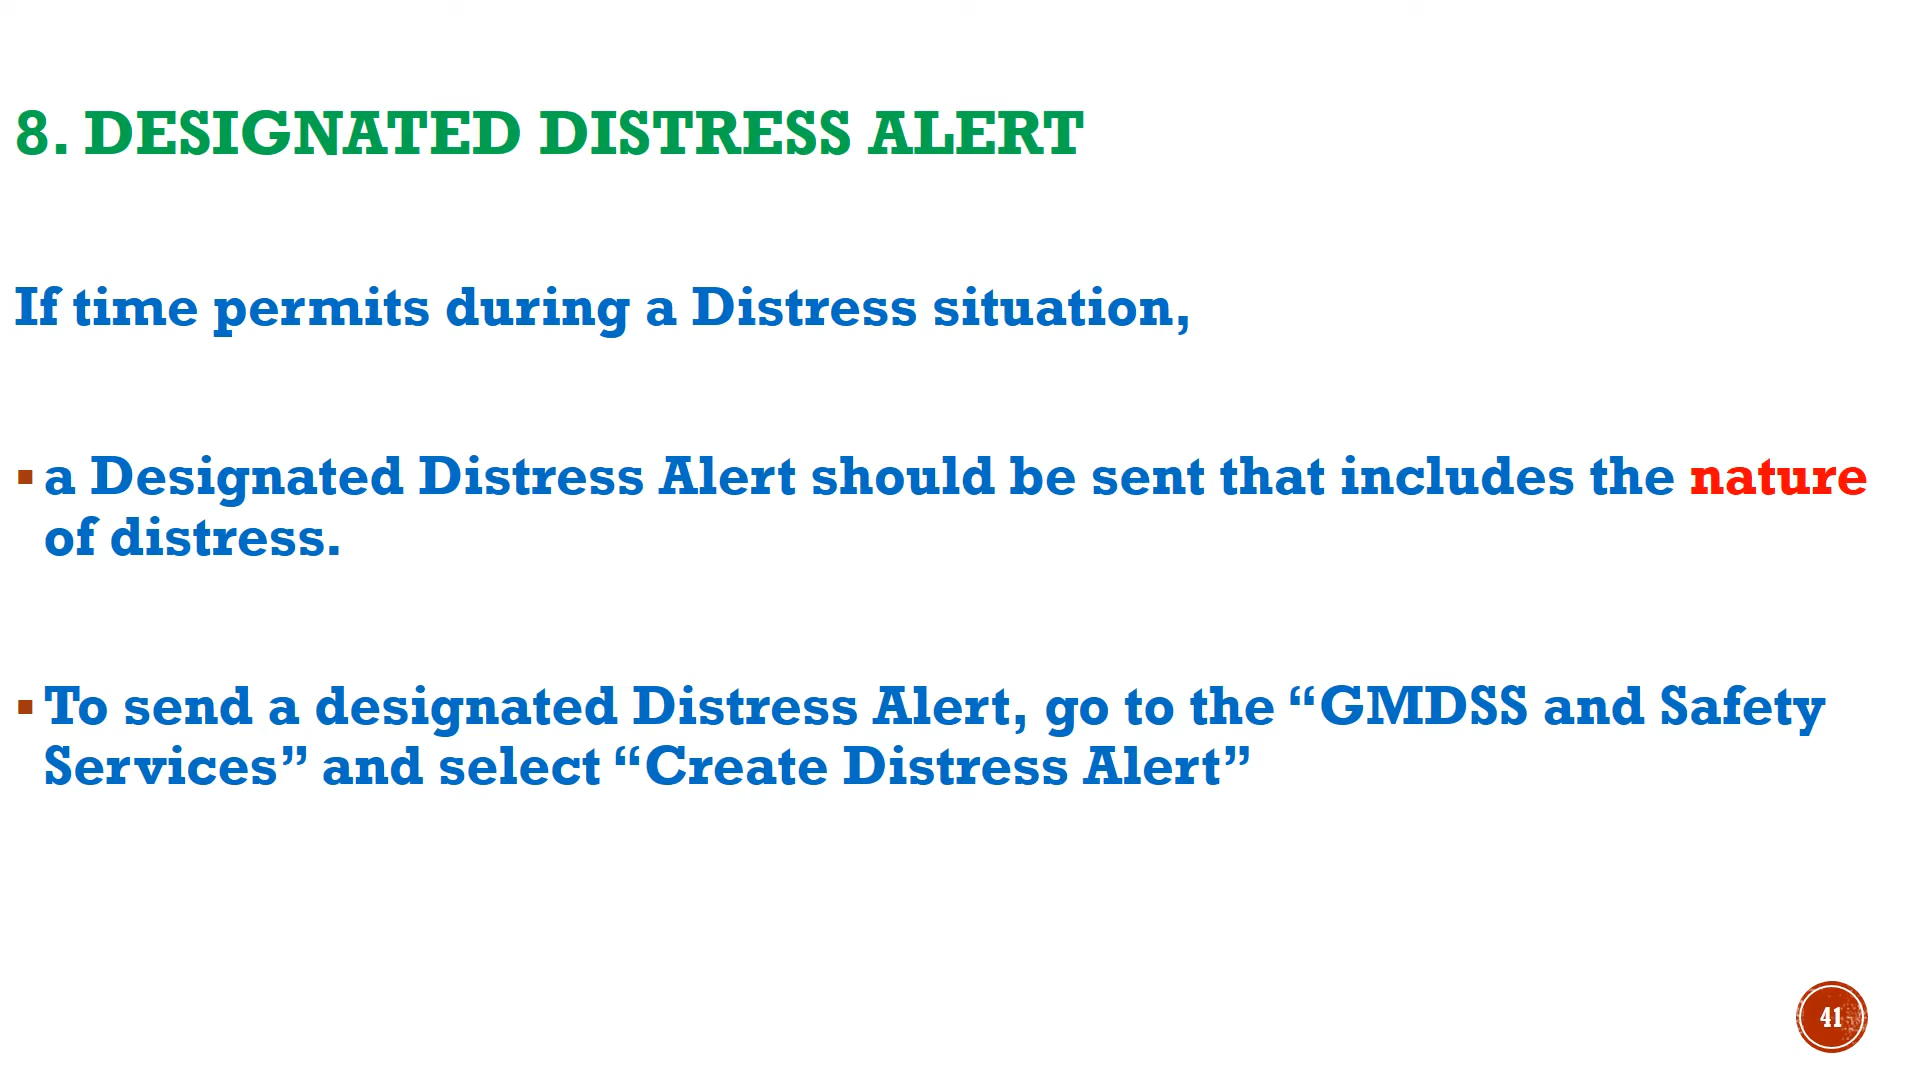 8. DESIGNATED DISTRESS ALERT
If time permits during a Distress situation,
▪ a Designated Distress Alert should be sent that includes the nature
of distress.
▪ To send a designated Distress Alert, go to the “GMDSS and Safety
Services” and select “Create Distress Alert”
41